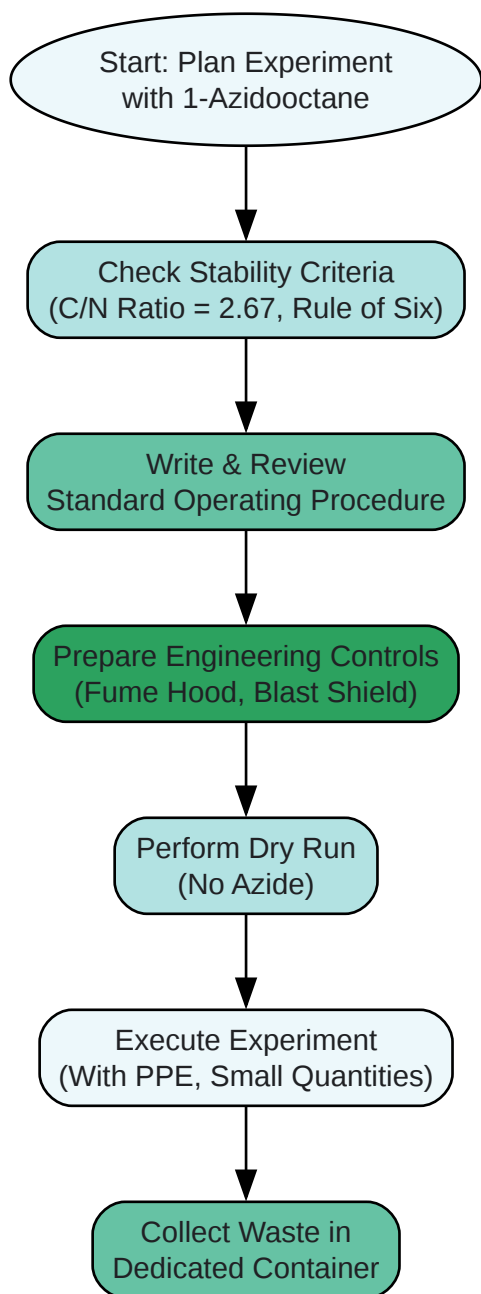 Start: Plan Experiment
with 1-Azidooctane
Check Stability Criteria
(C/N Ratio = 2.67, Rule of Six)
Write & Review
Standard Operating Procedure
Prepare Engineering Controls
(Fume Hood, Blast Shield)
Perform Dry Run
(No Azide)
Execute Experiment
(With PPE, Small Quantities)
Collect Waste in
Dedicated Container